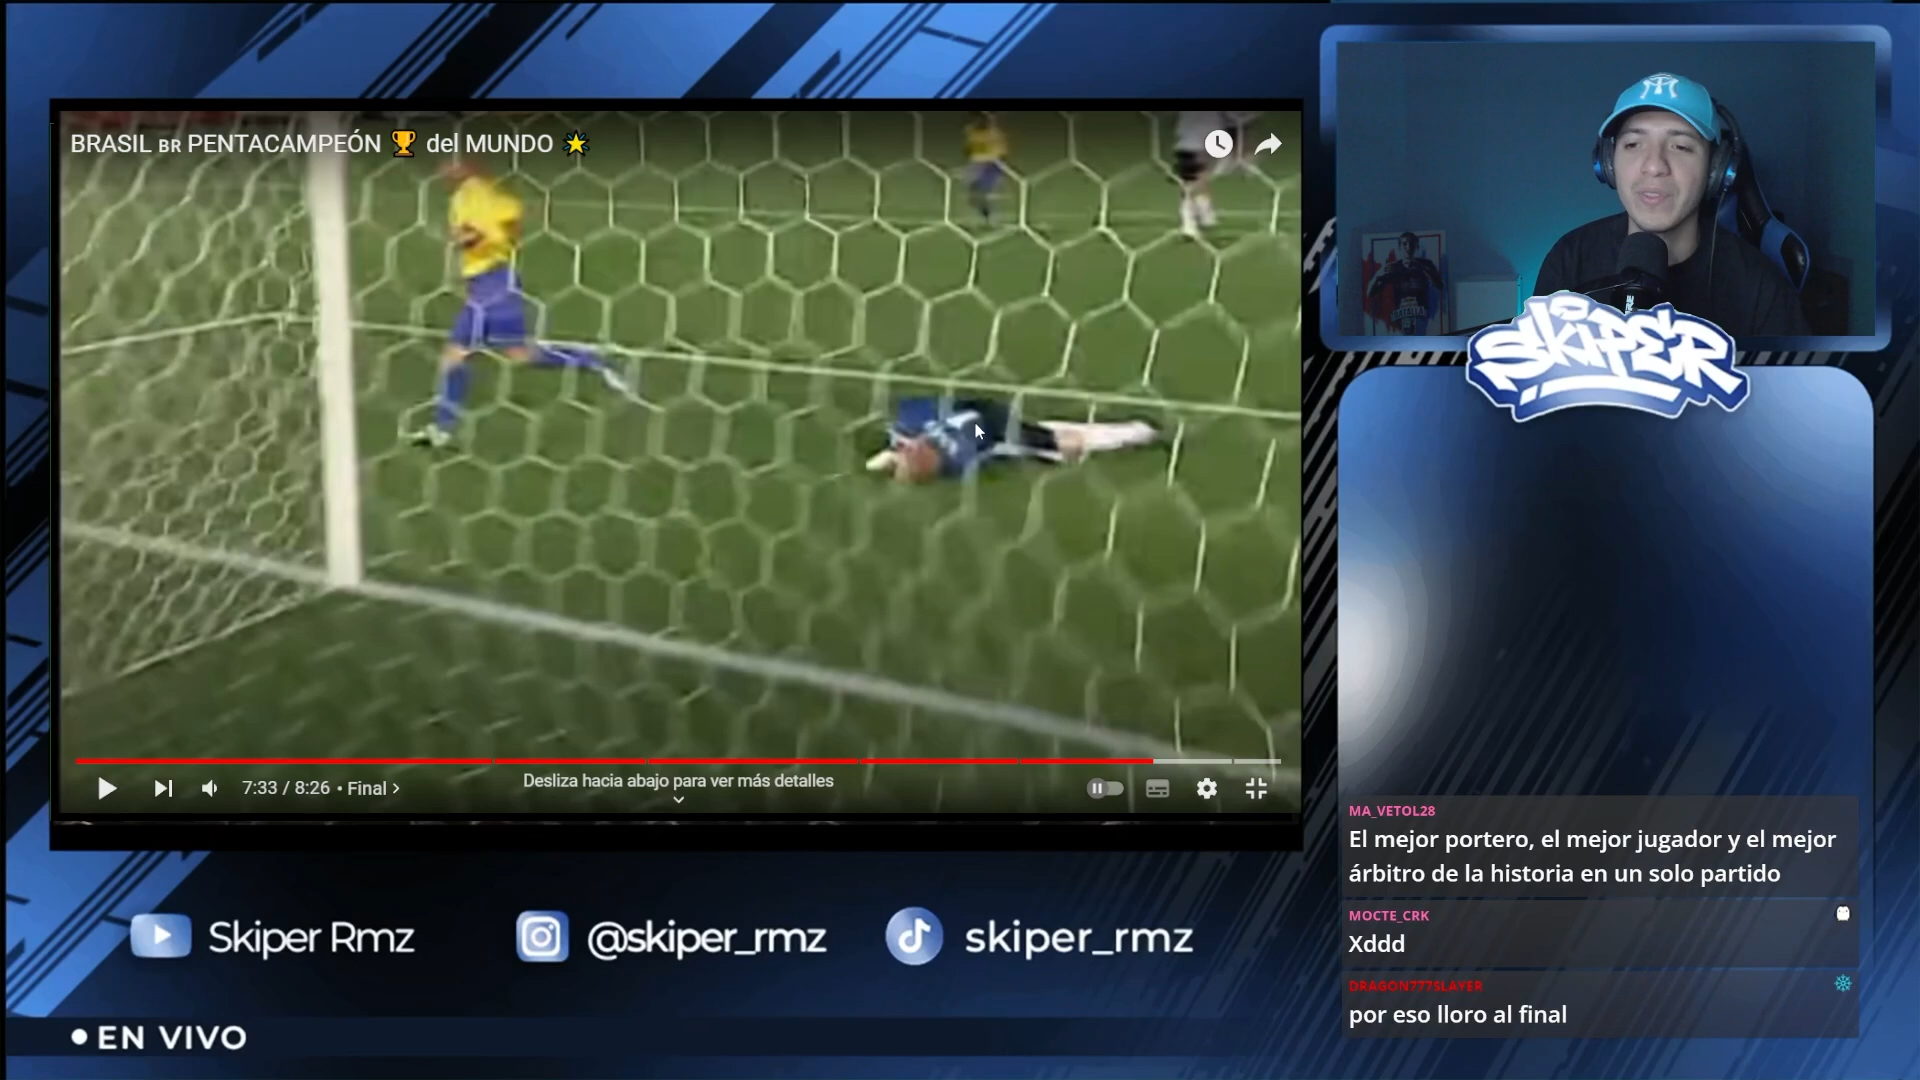 BRASIL BR PENTACAMPEÓN 🏆 del MUNDO 🌟
7:33 / 8:26 • Final ›
Desliza hacia abajo para ver más detalles
SKIPER
MA_VETOL28
El mejor portero, el mejor jugador y el mejor
árbitro de la historia en un solo partido
MOCTE_CRK
Xddd
DRAGON777SLAYER
por eso lloro al final
Skiper Rmz
@skiper_rmz
skiper_rmz
EN VIVO